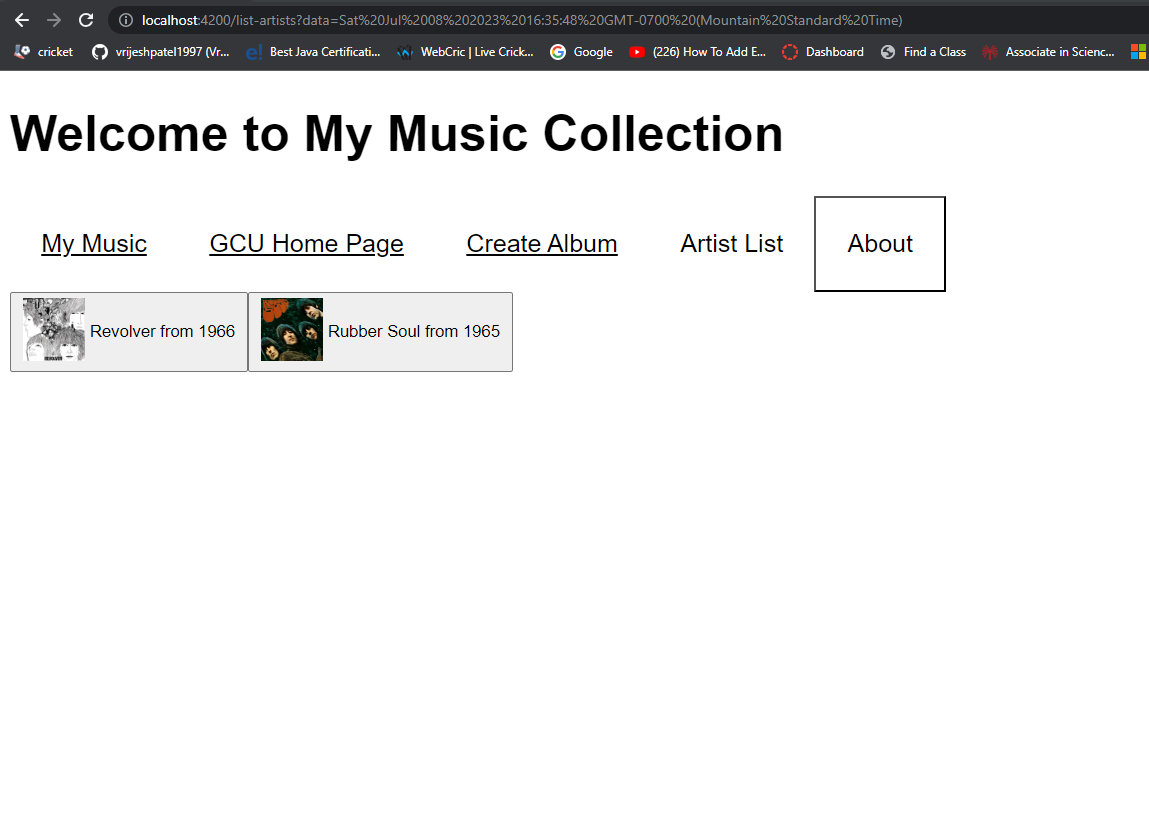 localhost:4200/list-artists?data=Sat%20Jul%2008%202023%2016:35:48%20GMT-0700%20(Mountain%20Standard%20Time)
cricket vrijeshpatel1997 (Vr... e! Best Java Certificati... WebCric | Live Crick... Google (226) How To Add E... Dashboard Find a Class Associate in Scienc...
Welcome to My Music Collection
My Music GCU Home Page Create Album Artist List About
Revolver from 1966 Rubber Soul from 1965